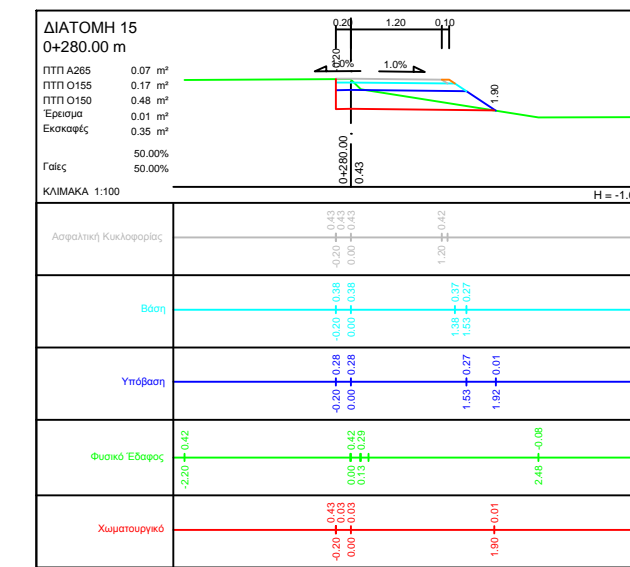 ΔΙΑΤΟΜΗ 15
0+280.00 m
ΠΤΠ Α265 0.07 m²
ΠΤΠ Ο155 0.17 m²
ΠΤΠ Ο150 0.48 m²
Έρεισμα 0.01 m²
Εκσκαφές 0.35 m²
50.00%
Γαίες 50.00%
ΚΛΙΜΑΚΑ 1:100
0.20 1.20 0.10
0.20
1.0% 1.0%
1.90
0+280.00
0.43
H = -1.0
Ασφαλτική Κυκλοφορίας
0.43 0.43 0.43 0.42
-0.20 0.00 1.20
Βάση
0.38 0.38 0.37 0.27
-0.20 0.00 1.38 1.53
Υπόβαση
0.28 0.28 0.27 0.01
-0.20 0.00 1.53 1.92
Φυσικό Έδαφος
0.42 0.42 0.29 -0.08
-2.20 0.00 0.13 2.48
Χωματουργικό
0.43 0.03 0.03 0.01
-0.20 0.00 1.90